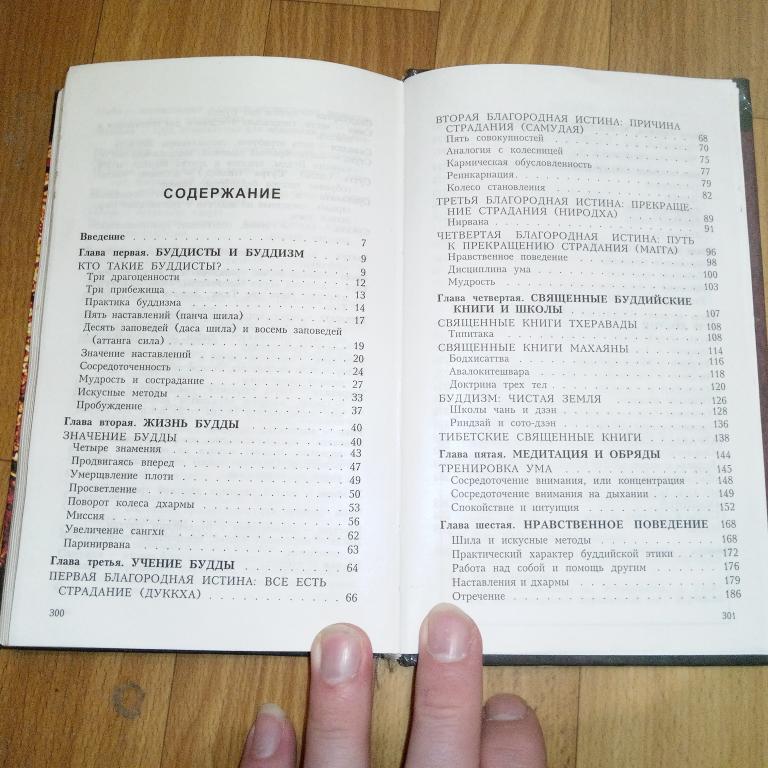 СОДЕРЖАНИЕ
Введение 7
Глава первая. БУДДИСТЫ И БУДДИЗМ 9
КТО ТАКИЕ БУДДИСТЫ? 9
Три драгоценности 12
Три прибежища 13
Практика буддизма 14
Пять наставлений (панча шила) 17
Десять заповедей (даса шила) и восемь заповедей
(аттанга сила) 19
Значение наставлений 20
Сосредоточенность 24
Мудрость и сострадание 27
Искусные методы 33
Пробуждение 37
Глава вторая. ЖИЗНЬ БУДДЫ 40
ЗНАЧЕНИЕ БУДДЫ 40
Четыре знамения 43
Продвигаясь вперед 47
Умерщвление плоти 49
Просветление 50
Поворот колеса дхармы 53
Миссия 56
Увеличение сангхи 62
Паринирвана 63
Глава третья. УЧЕНИЕ БУДДЫ 64
ПЕРВАЯ БЛАГОРОДНАЯ ИСТИНА: ВСЕ ЕСТЬ
СТРАДАНИЕ (ДУККХА) 66
300
ВТОРАЯ БЛАГОРОДНАЯ ИСТИНА: ПРИЧИНА
СТРАДАНИЯ (САМУДАЯ) 68
Пять совокупностей 70
Аналогия с колесницей 75
Кармическая обусловленность 77
Реинкарнация 79
Колесо становления 82
ТРЕТЬЯ БЛАГОРОДНАЯ ИСТИНА: ПРЕКРАЩЕ-
НИЕ СТРАДАНИЯ (НИРОДХА) 89
Нирвана 91
ЧЕТВЕРТАЯ БЛАГОРОДНАЯ ИСТИНА: ПУТЬ
К ПРЕКРАЩЕНИЮ СТРАДАНИЯ (МАГГА) 96
Нравственное поведение 98
Дисциплина ума 100
Мудрость 103
Глава четвертая. СВЯЩЕННЫЕ БУДДИЙСКИЕ
КНИГИ И ШКОЛЫ 107
СВЯЩЕННЫЕ КНИГИ ТХЕРАВАДЫ 108
Типитака 108
СВЯЩЕННЫЕ КНИГИ МАХАЯНЫ 114
Бодхисаттва 116
Авалокитешвара 118
Доктрина трех тел 120
БУДДИЗМ: ЧИСТАЯ ЗЕМЛЯ 126
Школы чань и дзэн 128
Риндзай и сото-дзэн 136
ТИБЕТСКИЕ СВЯЩЕННЫЕ КНИГИ 138
Глава пятая. МЕДИТАЦИЯ И ОБРЯДЫ 144
ТРЕНИРОВКА УМА 145
Сосредоточение внимания, или концентрация 148
Сосредоточение внимания на дыхании 149
Спокойствие и интуиция 152
Глава шестая. НРАВСТВЕННОЕ ПОВЕДЕНИЕ 168
Шила и искусные методы 168
Практический характер буддийской этики 172
Работа над собой и помощь другим 176
Наставления и дхармы 179
Отречение 186
301